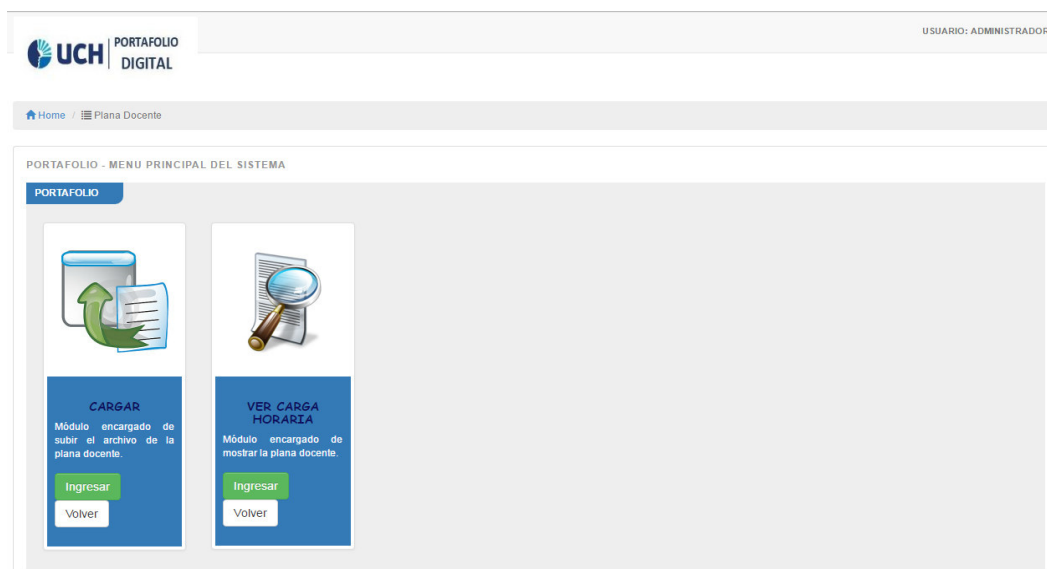 USUARIO: ADMINISTRADOR
UCH PORTAFOLIO
DIGITAL
Home / Plana Docente
PORTAFOLIO - MENU PRINCIPAL DEL SISTEMA
PORTAFOLIO
CARGAR
Módulo encargado de
subir el archivo de la
plana docente.
Ingresar
Volver
VER CARGA
HORARIA
Módulo encargado de
mostrar la plana docente.
Ingresar
Volver